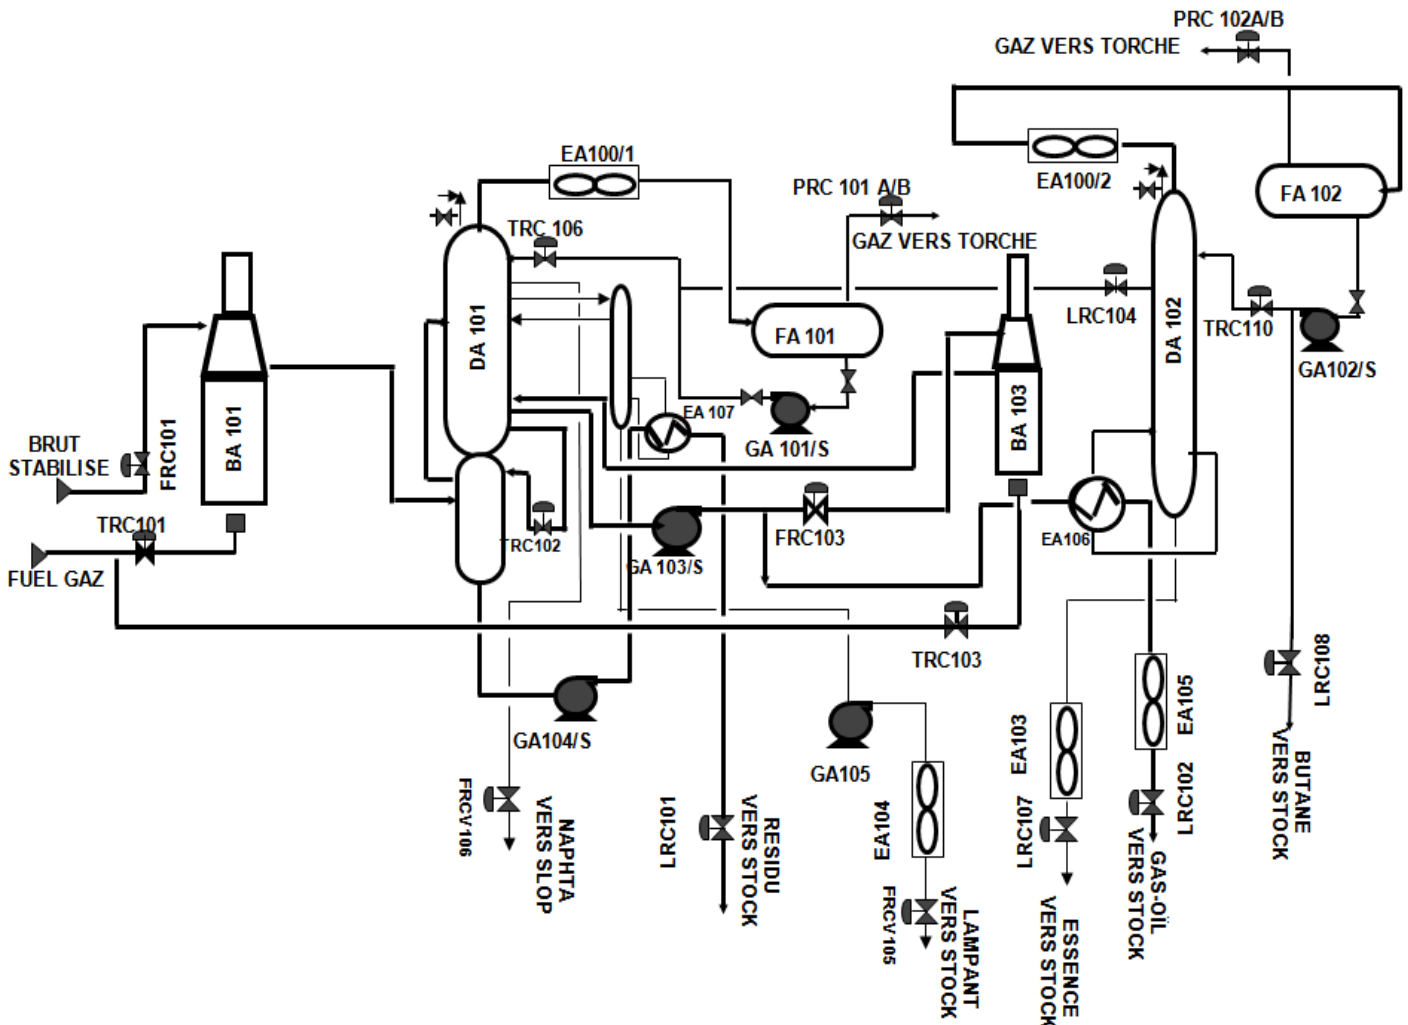 PRC 102A/B
GAZ VERS TORCHE
EA100/1
EA100/2
FA 102
PRC 101 A/B
GAZ VERS TORCHE
TRC 106
LRC104
TRC110
GA102/S
DA 101
DA 102
FA 101
EA 107
GA 101/S
BA 101
BA 103
BRUT
STABILISE
FRC101
TRC101
FUEL GAZ
TRC102
GA 103/S
FRC103
EA106
TRC103
GA104/S
GA105
LRC108
EA105
EA103
EA104
FRCV106
NAPHTA
VERS SLOP
LRC101
RESIDU
VERS STOCK
FRCV105
LAMPANT
VERS STOCK
LRC107
ESSENCE
VERS STOCK
LRC102
GAS-OÏL
VERS STOCK
BUTANE
VERS STOCK